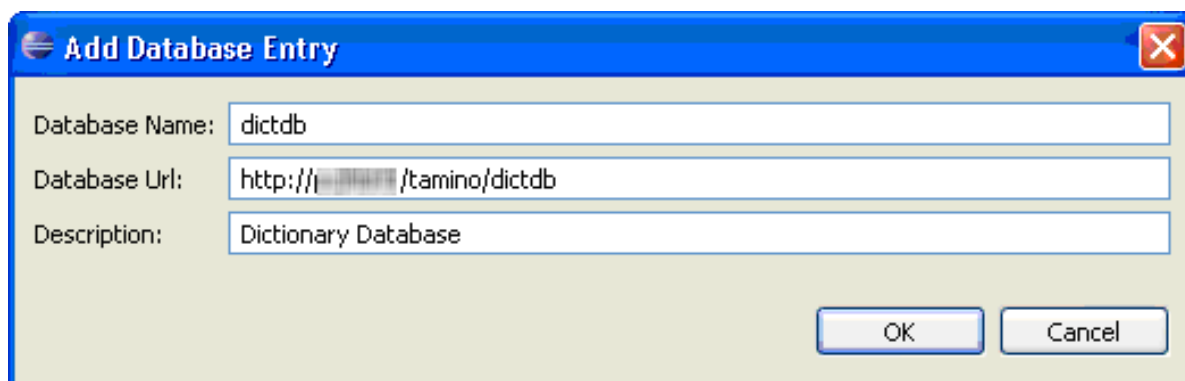 Add Database Entry
Database Name: dictdb
Database Url: http:// /tamino/dictdb
Description: Dictionary Database
OK Cancel